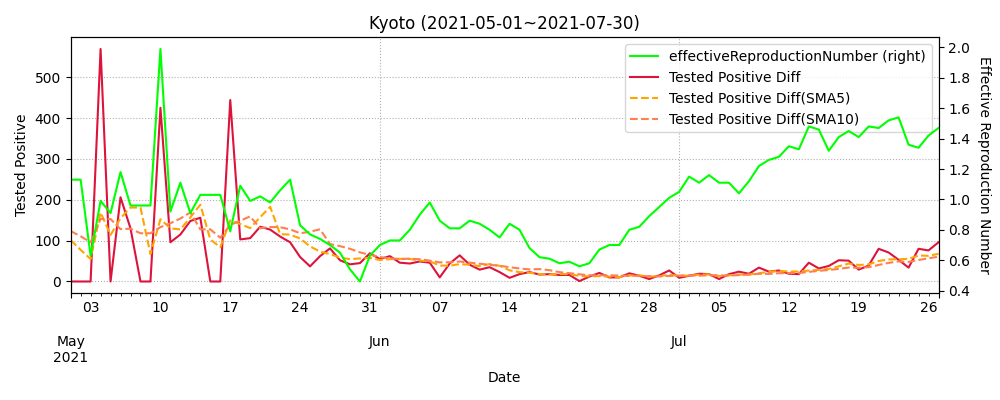 Kyoto (2021-05-01~2021-07-30)
effectiveReproductionNumber (right)
Tested Positive Diff
Tested Positive Diff(SMA5)
Tested Positive Diff(SMA10)
Tested Positive
500
400
300
200
100
0
2.0
1.8
1.6
1.4
1.2
1.0
0.8
0.6
0.4
Effective Reproduction Number
03 10 17 24 31 07 14 21 28 05 12 19 26
May Jun Jul
2021
Date